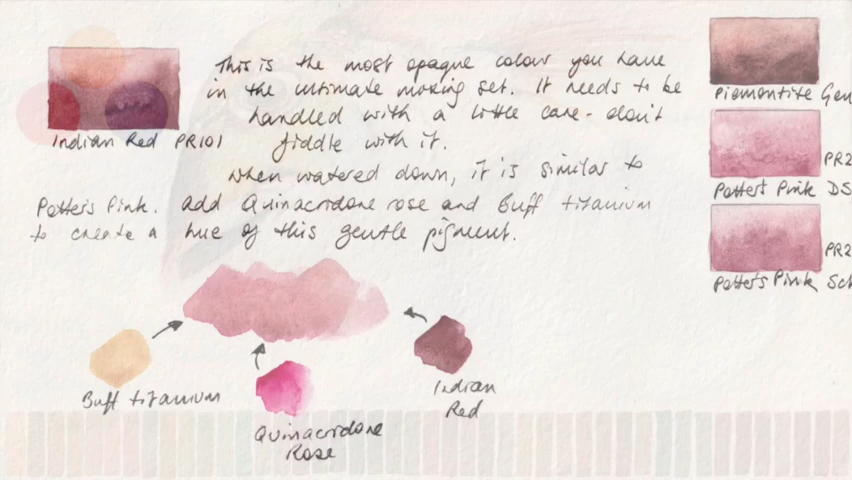 This is the most opaque colour you have
in the ultimate mixing set. It needs to be
handled with a little care - don't
fiddle with it.
Indian Red PR101
when watered down, it is similar to
Potter's Pink. Add Quinacridone rose and Buff titanium
to create a hue of this gentle pigment.
Buff titanium
Quinacridone
Rose
Indian
Red
Piemontite Gen
PR2
Potter's Pink DS
PR2
Potter's Pink Sch